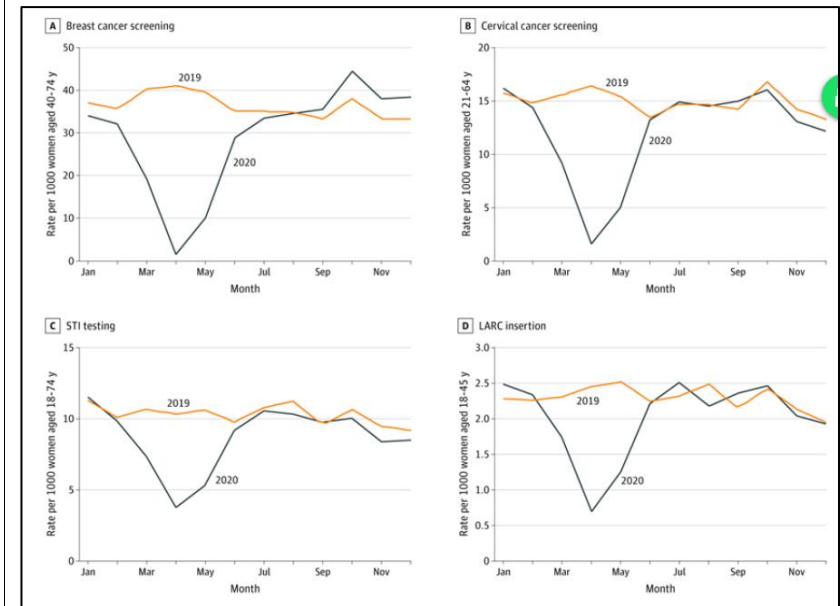 A Breast cancer screening
50
40
30
20
10
0
Rate per 1000 women aged 40-74 y
2019
2020
Jan Mar May Jul Sep Nov
Month
B Cervical cancer screening
20
15
10
5
0
Rate per 1000 women aged 21-64 y
2019
2020
Jan Mar May Jul Sep Nov
Month
C STI testing
15
10
5
0
Rate per 1000 women aged 18-74 y
2019
2020
Jan Mar May Jul Sep Nov
Month
D LARC insertion
3.0
2.5
2.0
1.5
1.0
0.5
0
Rate per 1000 women aged 18-45 y
2019
2020
Jan Mar May Jul Sep Nov
Month